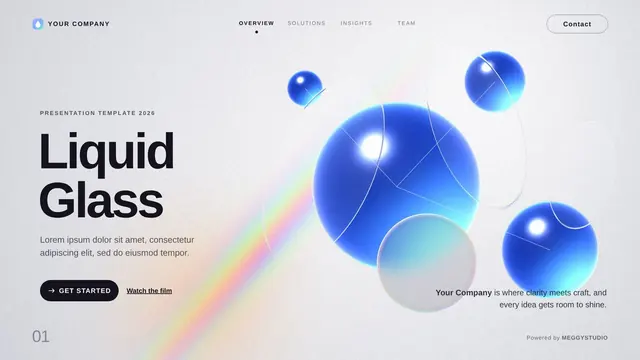 YOUR COMPANY
OVERVIEW
SOLUTIONS
INSIGHTS
TEAM
Contact
PRESENTATION TEMPLATE 2026
Liquid
Glass
Lorem ipsum dolor sit amet, consectetur
adipiscing elit, sed do eiusmod tempor.
→ GET STARTED
Watch the film
Your Company is where clarity meets craft, and
every idea gets room to shine.
01
Powered by MEGGYSTUDIO